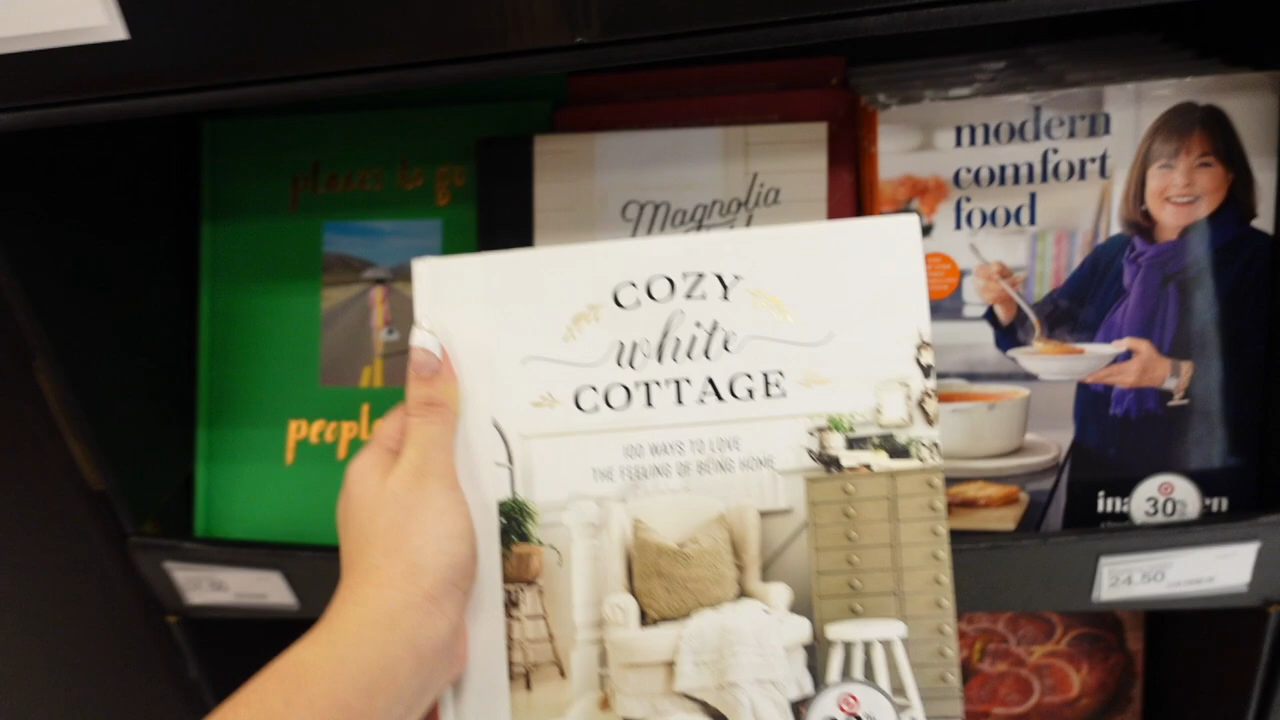 places to go
people
Magnolia
modern
comfort
food
COZY
white
COTTAGE
100 WAYS TO LOVE
THE FEELING OF BEING HOME
30
24.50